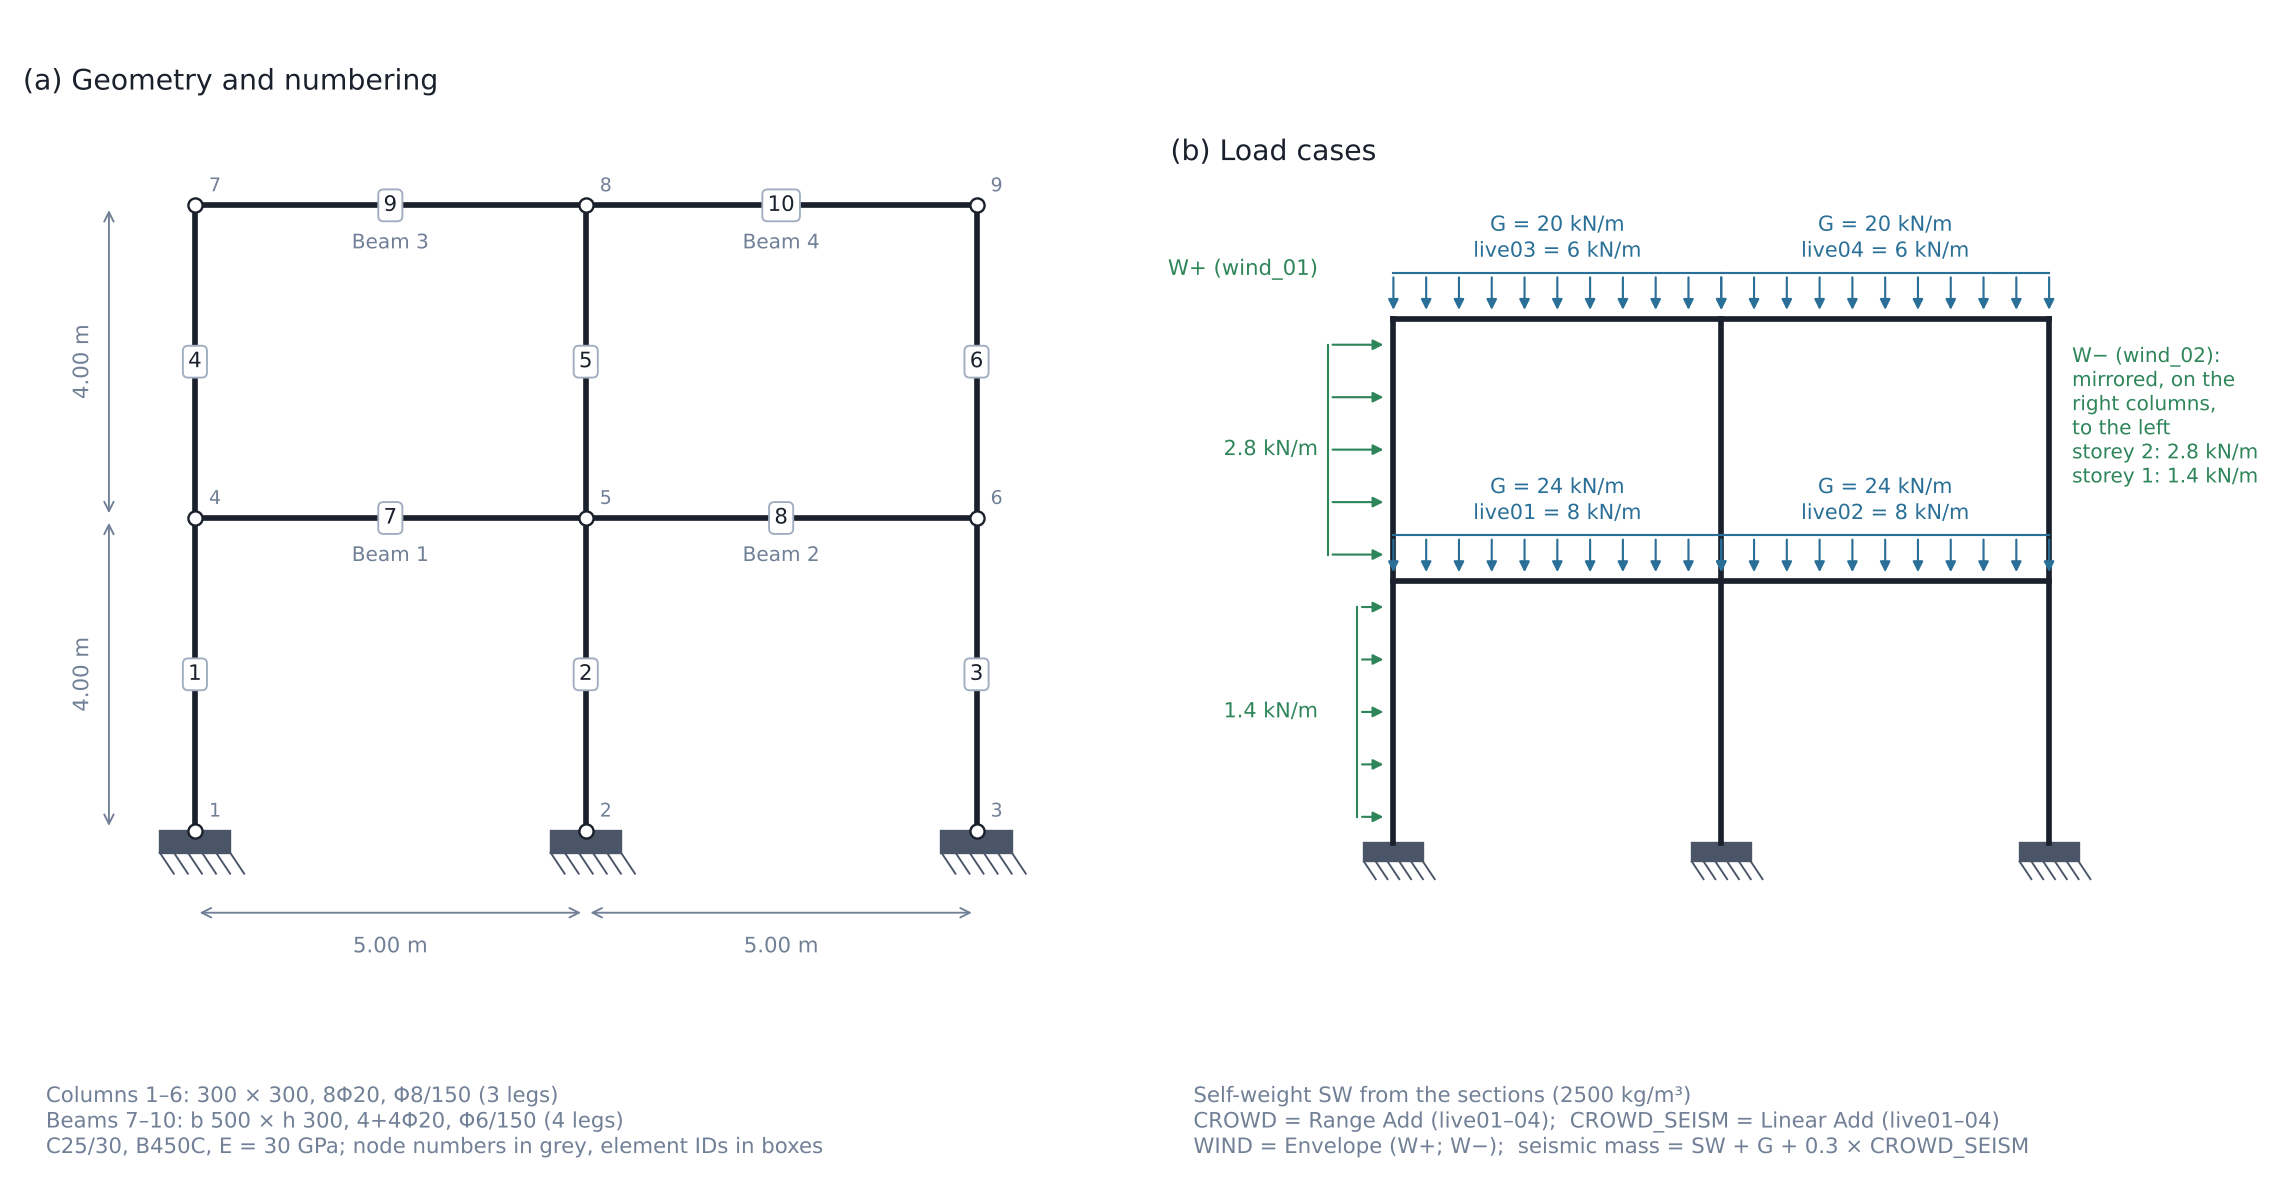 (a) Geometry and numbering
7
8
9
9
10
Beam 3
Beam 4
4.00 m
4
5
6
4
5
6
7
8
Beam 1
Beam 2
4.00 m
1
2
3
1
2
3
5.00 m
5.00 m
Columns 1–6: 300 × 300, 8Φ20, Φ8/150 (3 legs)
Beams 7–10: b 500 × h 300, 4+4Φ20, Φ6/150 (4 legs)
C25/30, B450C, E = 30 GPa; node numbers in grey, element IDs in boxes
(b) Load cases
G = 20 kN/m
live03 = 6 kN/m
G = 20 kN/m
live04 = 6 kN/m
W+ (wind_01)
2.8 kN/m
W− (wind_02):
mirrored, on the
right columns,
to the left
storey 2: 2.8 kN/m
storey 1: 1.4 kN/m
G = 24 kN/m
live01 = 8 kN/m
G = 24 kN/m
live02 = 8 kN/m
1.4 kN/m
Self-weight SW from the sections (2500 kg/m³)
CROWD = Range Add (live01–04);  CROWD_SEISM = Linear Add (live01–04)
WIND = Envelope (W+; W−);  seismic mass = SW + G + 0.3 × CROWD_SEISM